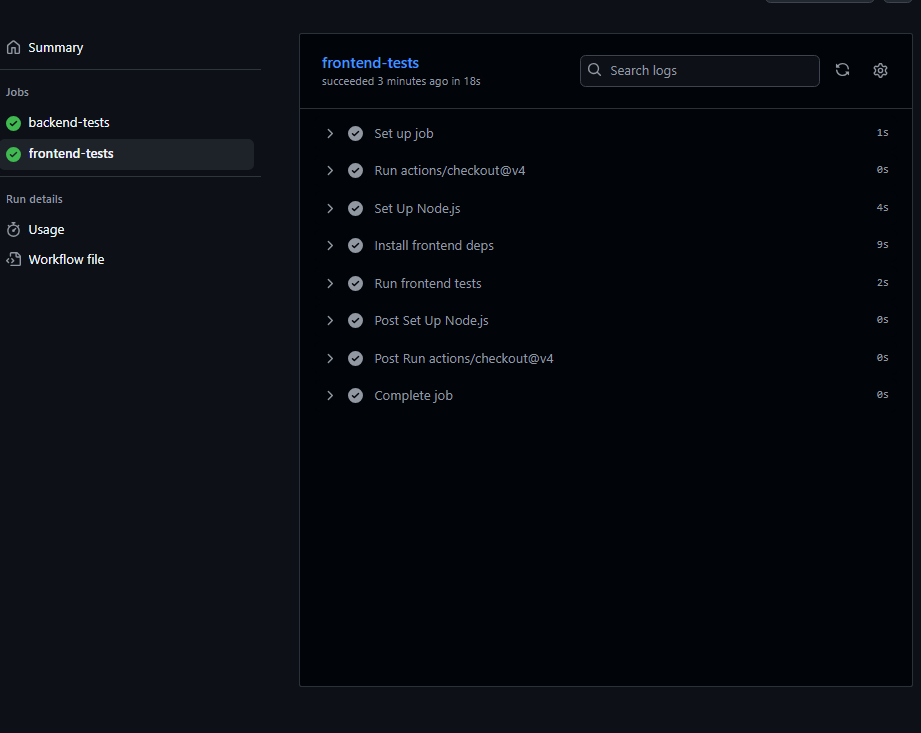 Summary
Jobs
backend-tests
frontend-tests
Run details
Usage
Workflow file
frontend-tests
succeeded 3 minutes ago in 18s
Search logs
Set up job 1s
Run actions/checkout@v4 0s
Set Up Node.js 4s
Install frontend deps 9s
Run frontend tests 2s
Post Set Up Node.js 0s
Post Run actions/checkout@v4 0s
Complete job 0s